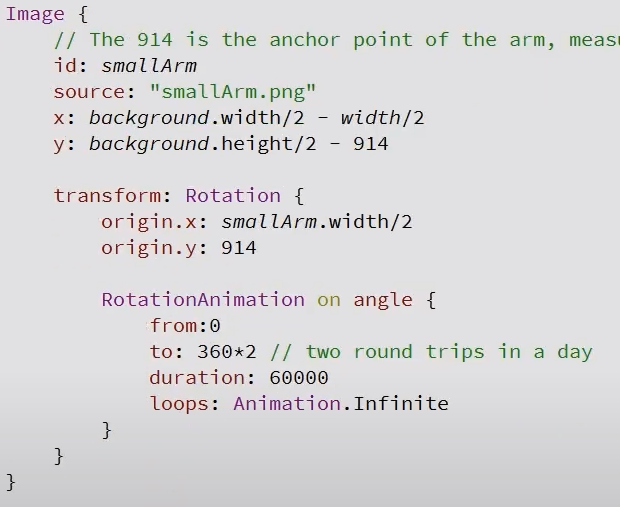 Image {
// The 914 is the anchor point of the arm,
id: smallArm
source: "smallArm.png"
x: background.width/2 - width/2
y: background.height/2 - 914
transform: Rotation {
origin.x: smallArm.width/2
origin.y: 914
RotationAnimation on angle {
from:0
to: 360*2 // two round trips in a day
duration: 60000
loops: Animation.Infinite
}
}
}